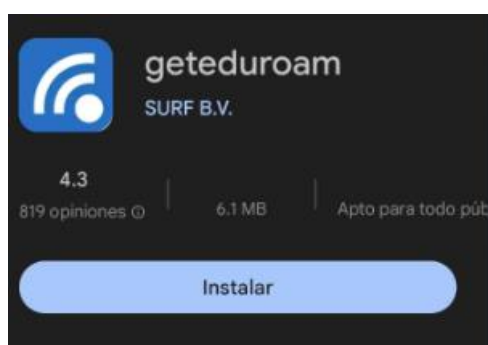 geteduroam
SURF B.V.
4.3
819 opiniones
6.1 MB
Apto para todo púb
Instalar